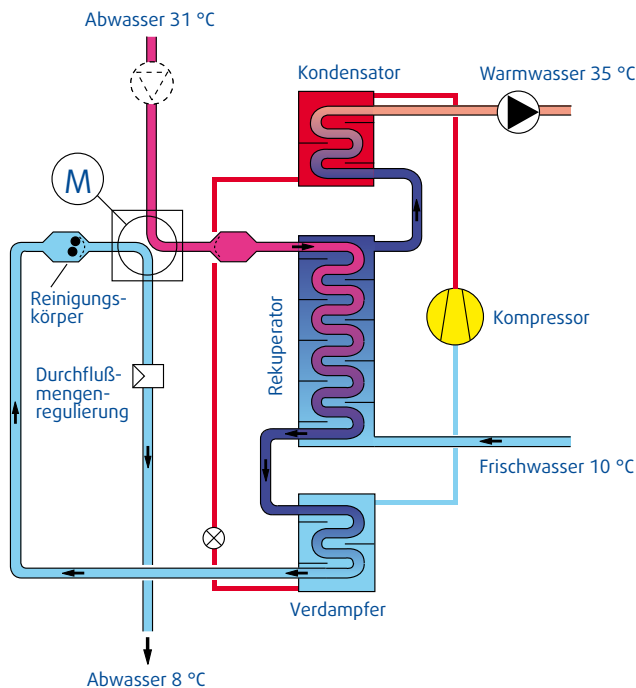 Abwasser 31 °C
Kondensator
Warmwasser 35 °C
M
Reinigungs-
körper
Rekuperator
Kompressor
Durchfluß-
mengen-
regulierung
Frischwasser 10 °C
Verdampfer
Abwasser 8 °C